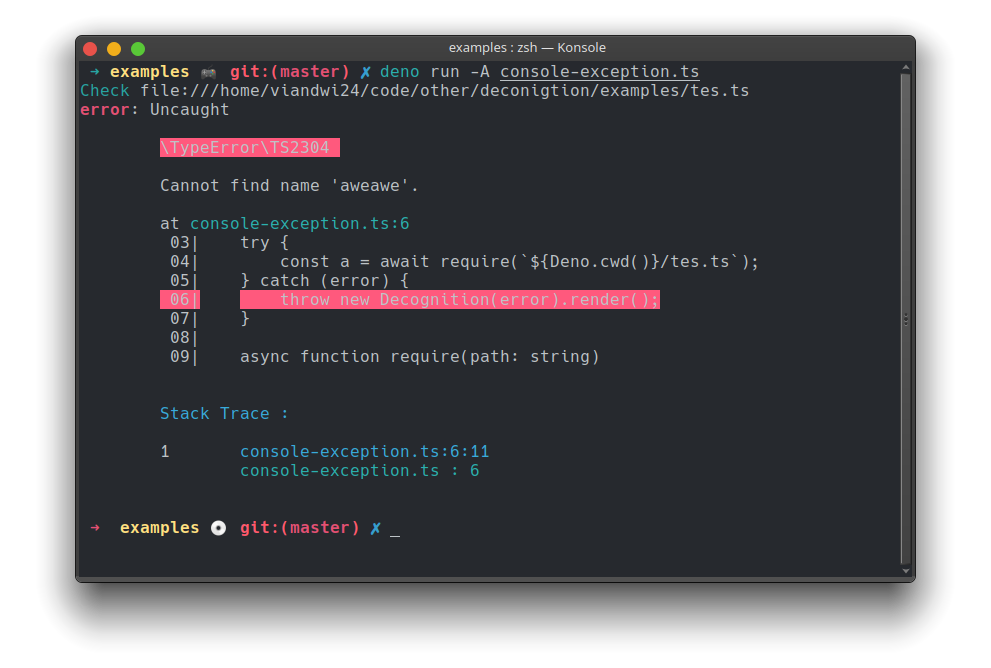 examples : zsh — Konsole
➜ examples 🎮 git:(master) ✗ deno run -A console-exception.ts
Check file:///home/viandwi24/code/other/deconigtion/examples/tes.ts
error: Uncaught
\TypeError\TS2304
Cannot find name 'aweawe'.
at console-exception.ts:6
03|    try {
04|        const a = await require(`${Deno.cwd()}/tes.ts`);
05|    } catch (error) {
06|        throw new Decognition(error).render();
07|    }
08|
09|    async function require(path: string)
Stack Trace :
1       console-exception.ts:6:11
console-exception.ts : 6
➜  examples 💿 git:(master) ✗ _